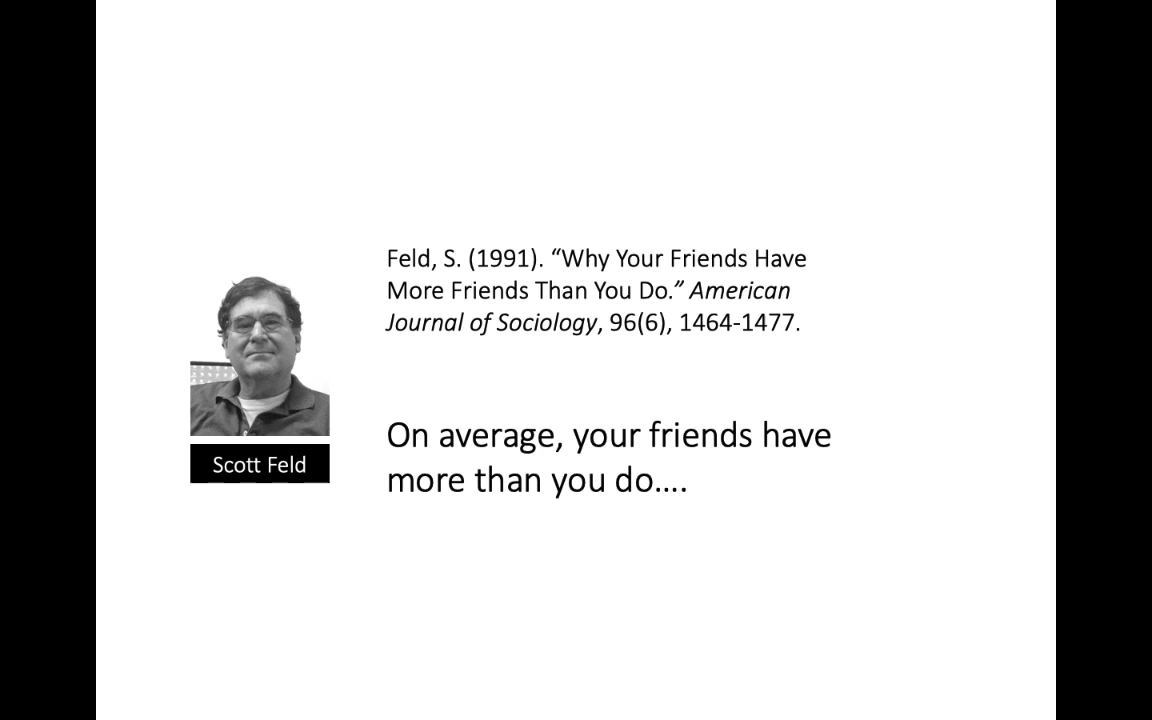 Feld, S. (1991). “Why Your Friends Have
More Friends Than You Do.” American
Journal of Sociology, 96(6), 1464-1477.
Scott Feld
On average, your friends have
more than you do....